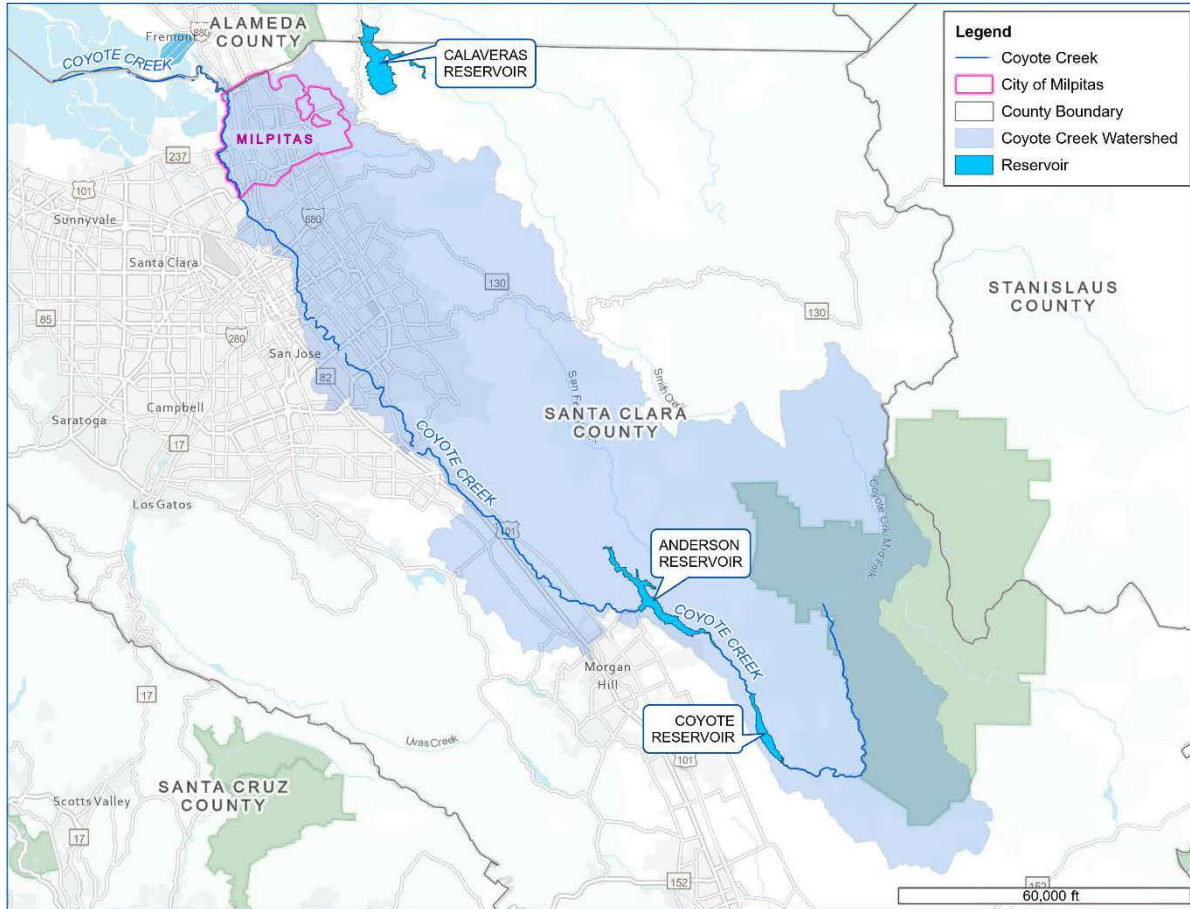 ALAMEDA
COUNTY
Fremont
880
COYOTE CREEK
CALAVERAS
RESERVOIR
Legend
Coyote Creek
City of Milpitas
County Boundary
Coyote Creek Watershed
Reservoir
MILPITAS
237
101
Sunnyvale
680
Santa Clara
130
130
STANISLAUS
COUNTY
85
280
San Jose
82
Smith
SANTA CLARA
COUNTY
Campbell
Saratoga
17
COYOTE CREEK
Los Gatos
101
ANDERSON
RESERVOIR
COYOTE CREEK
Morgan
Hill
COYOTE
RESERVOIR
17
Uvas Creek
101
SANTA CRUZ
COUNTY
Scotts Valley
17
152
152
60,000 ft